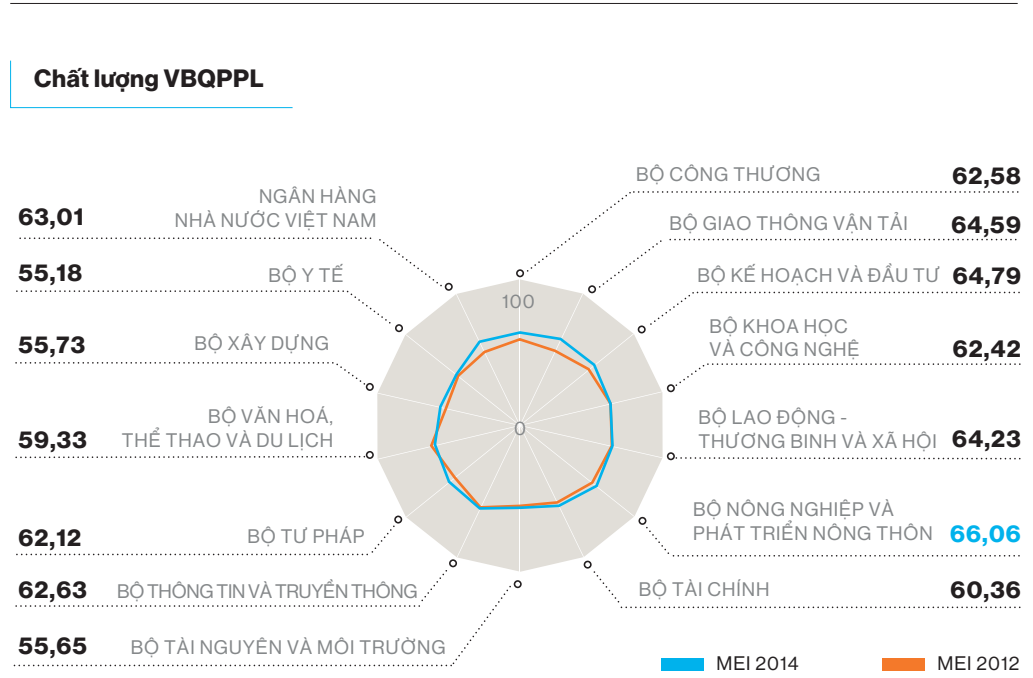 Chất lượng VBQPPL
BỘ CÔNG THƯƠNG 62,58
BỘ GIAO THÔNG VẬN TẢI 64,59
BỘ KẾ HOẠCH VÀ ĐẦU TƯ 64,79
BỘ KHOA HỌC
VÀ CÔNG NGHỆ 62,42
BỘ LAO ĐỘNG -
THƯƠNG BINH VÀ XÃ HỘI 64,23
BỘ NÔNG NGHIỆP VÀ
PHÁT TRIỂN NÔNG THÔN 66,06
BỘ TÀI CHÍNH 60,36
NGÂN HÀNG
63,01 NHÀ NƯỚC VIỆT NAM
55,18 BỘ Y TẾ
55,73 BỘ XÂY DỰNG
BỘ VĂN HOÁ,
59,33 THỂ THAO VÀ DU LỊCH
62,12 BỘ TƯ PHÁP
62,63 BỘ THÔNG TIN VÀ TRUYỀN THÔNG
55,65 BỘ TÀI NGUYÊN VÀ MÔI TRƯỜNG
100
0
MEI 2014
MEI 2012